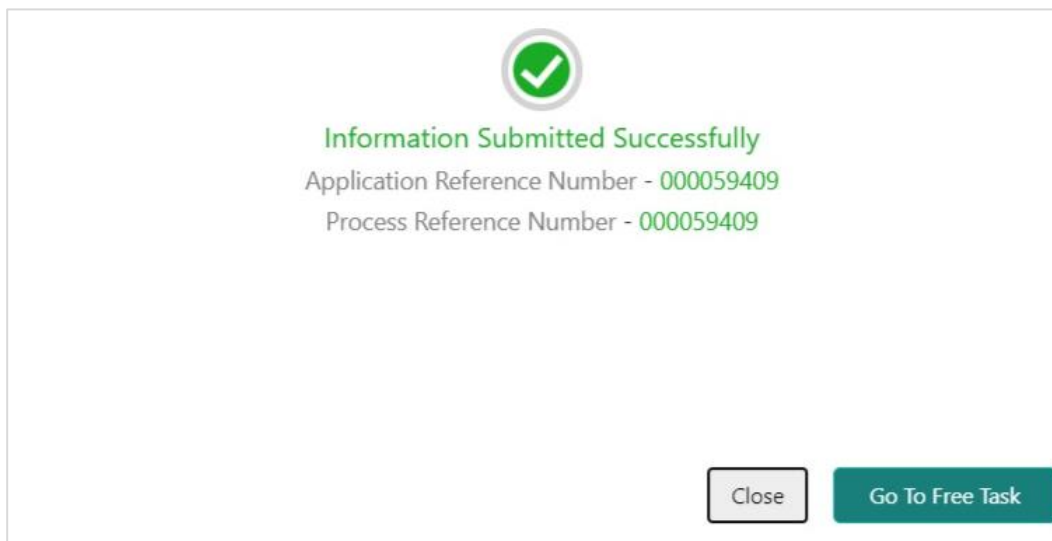 Information Submitted Successfully
Application Reference Number - 000059409
Process Reference Number - 000059409
Close
Go To Free Task